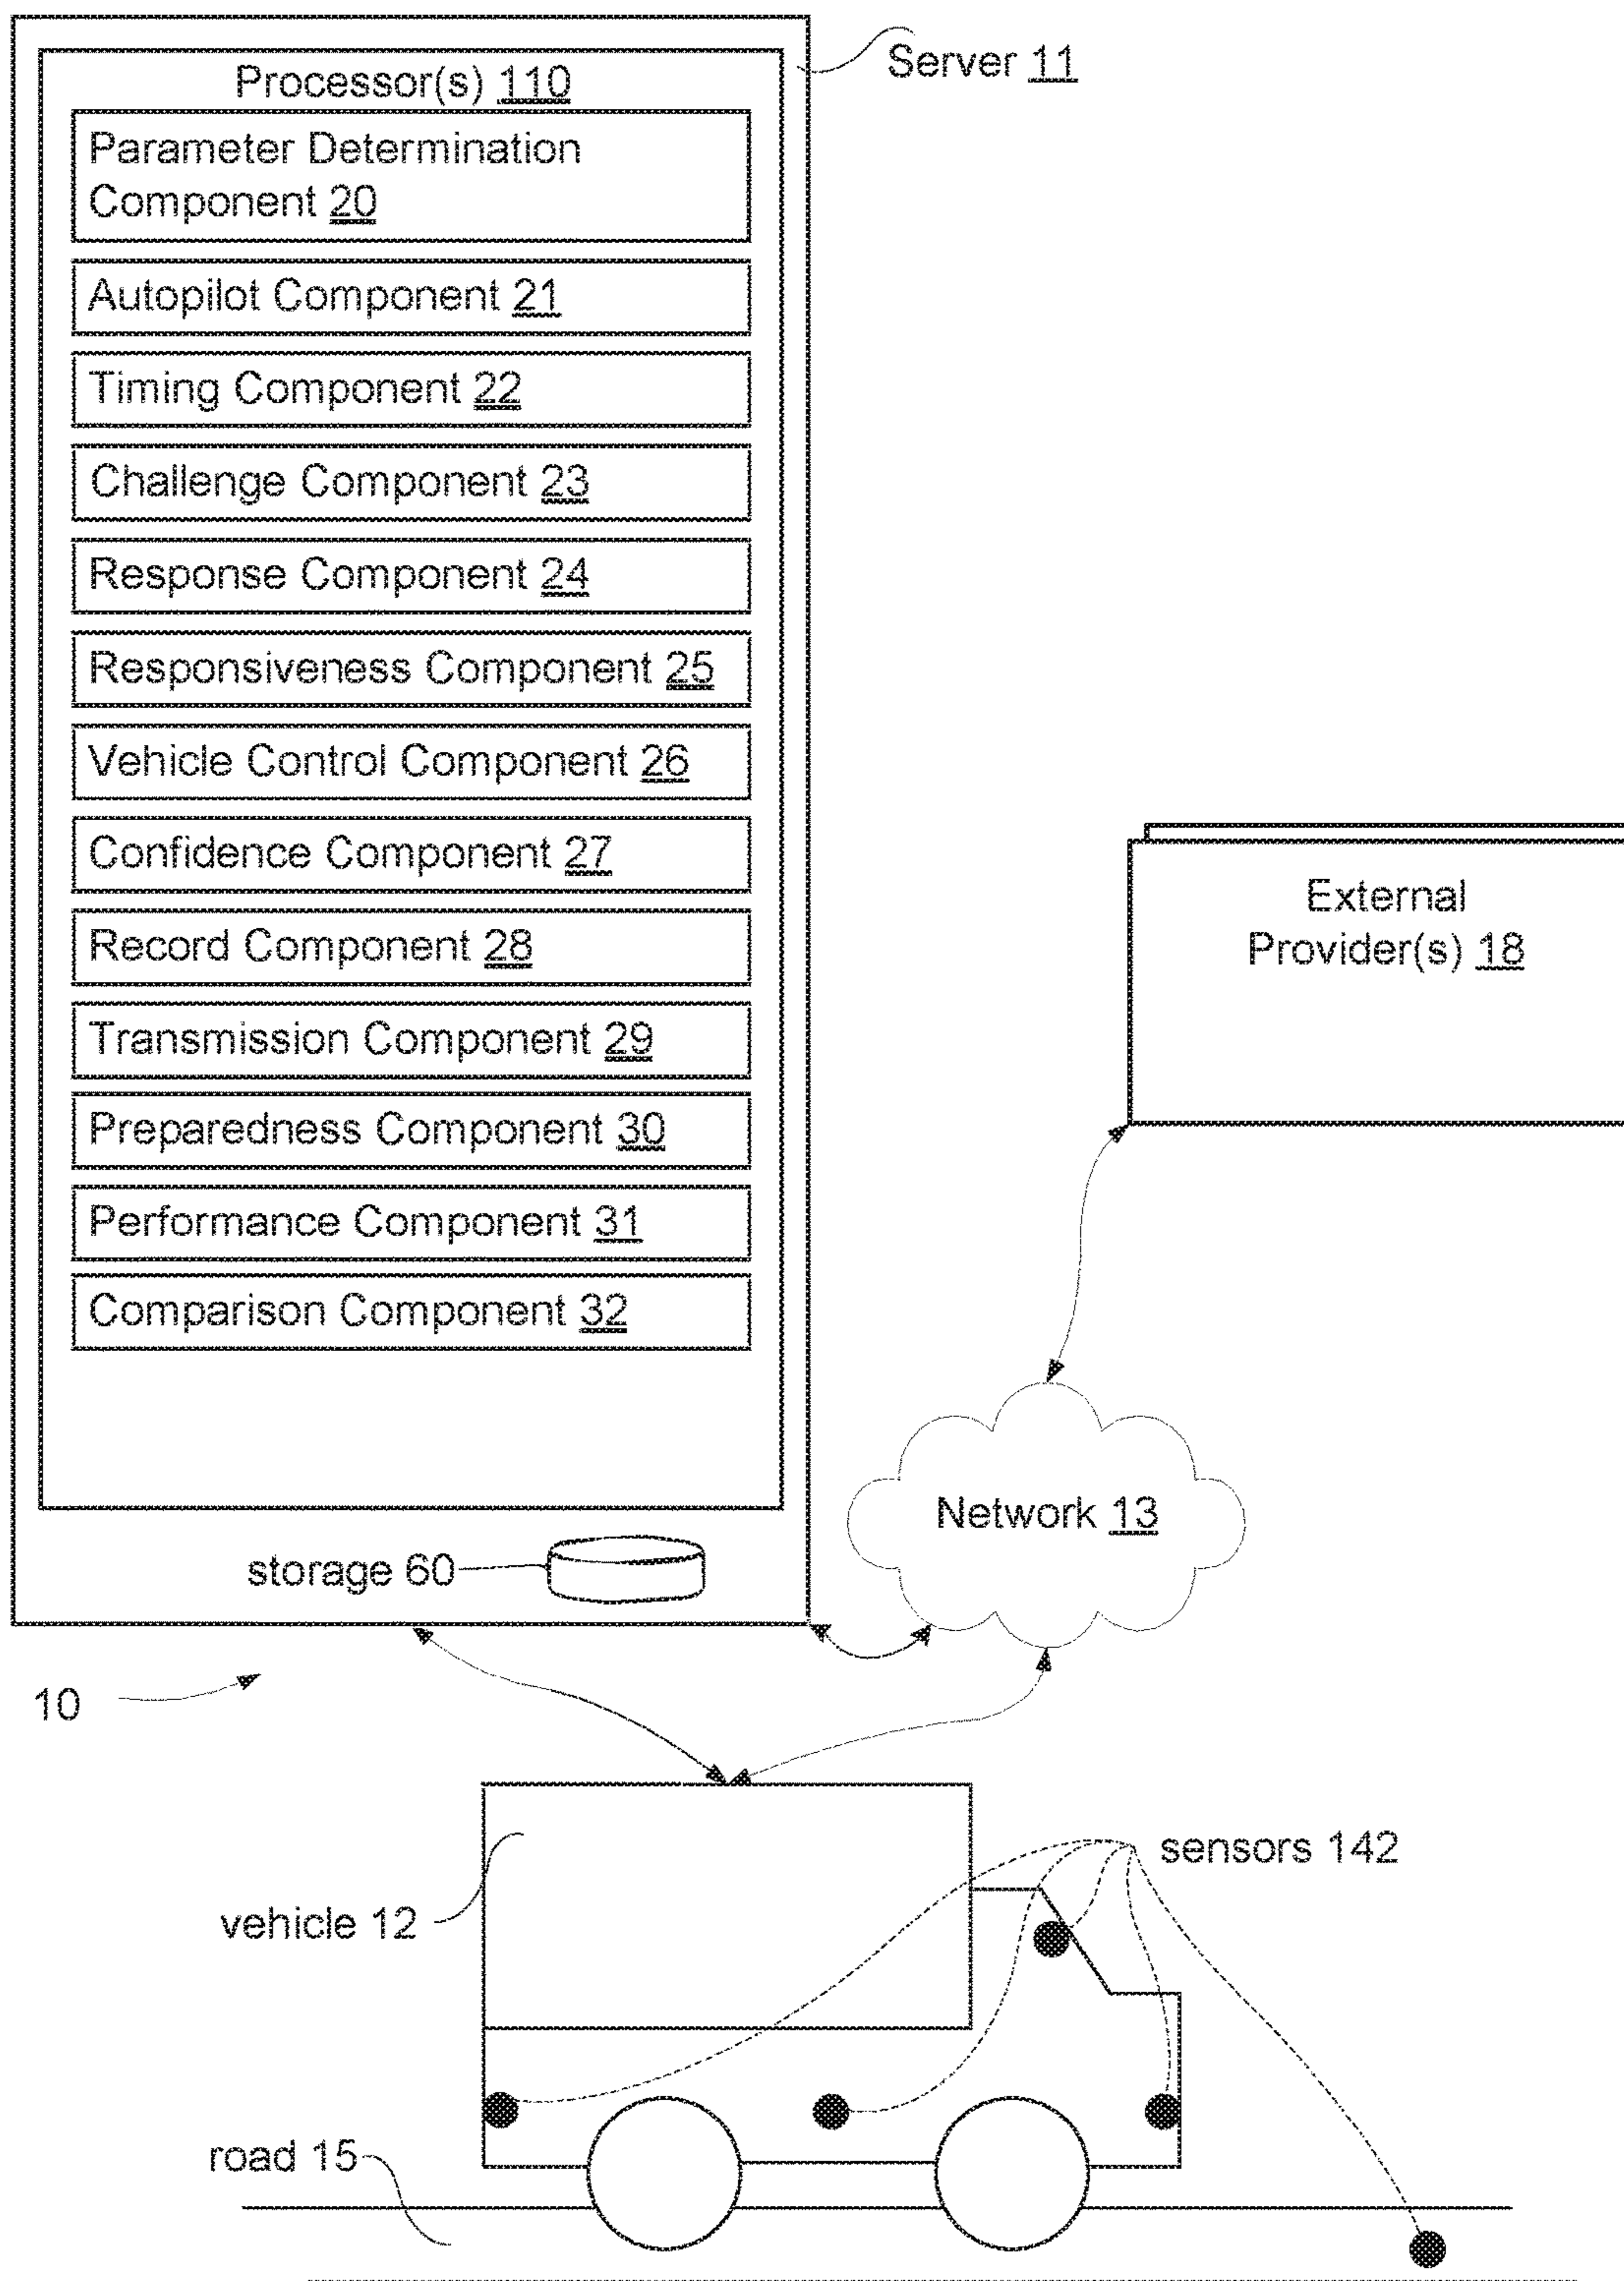 Server 11
Processor(s) 110
Parameter Determination
Component 20
Autopilot Component 21
Timing Component 22
Challenge Component 23
Response Component 24
Responsiveness Component 25
Vehicle Control Component 26
Confidence Component 27
Record Component 28
Transmission Component 29
Preparedness Component 30
Performance Component 31
Comparison Component 32
External
Provider(s) 18
Network 13
storage 60
10
sensors 142
vehicle 12
road 15